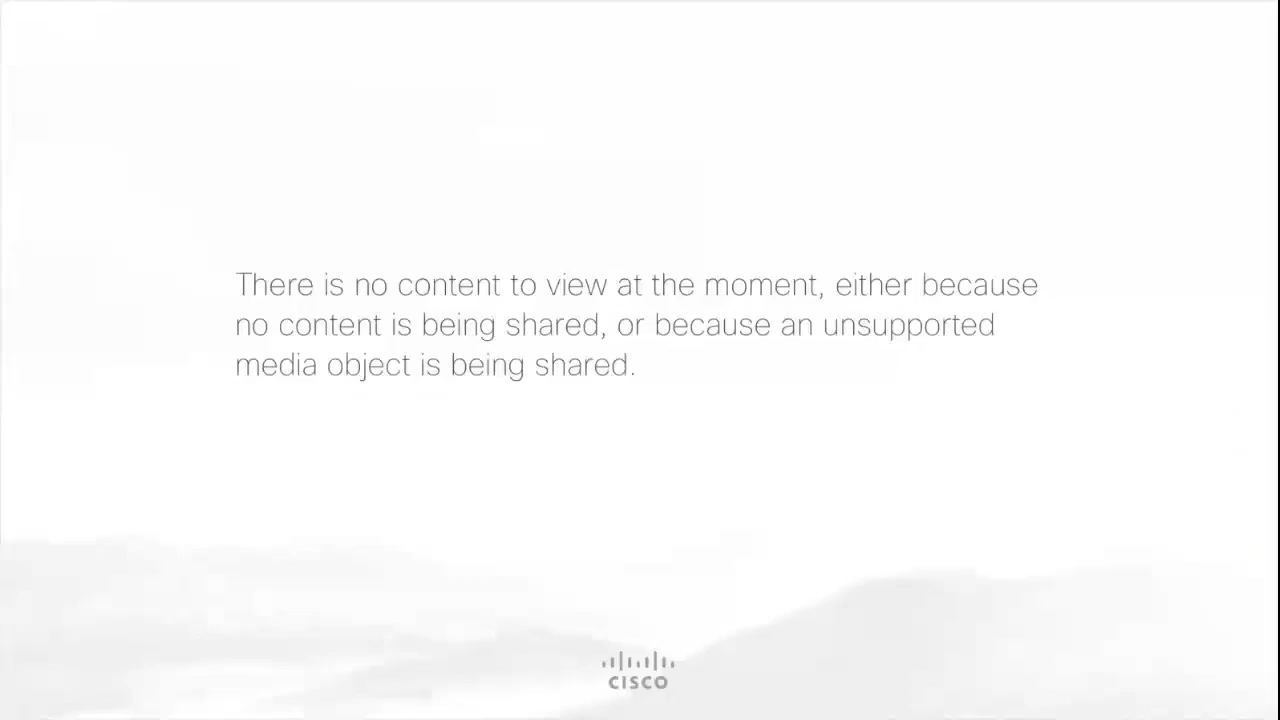 There is no content to view at the moment, either because
no content is being shared, or because an unsupported
media object is being shared.
CISCO